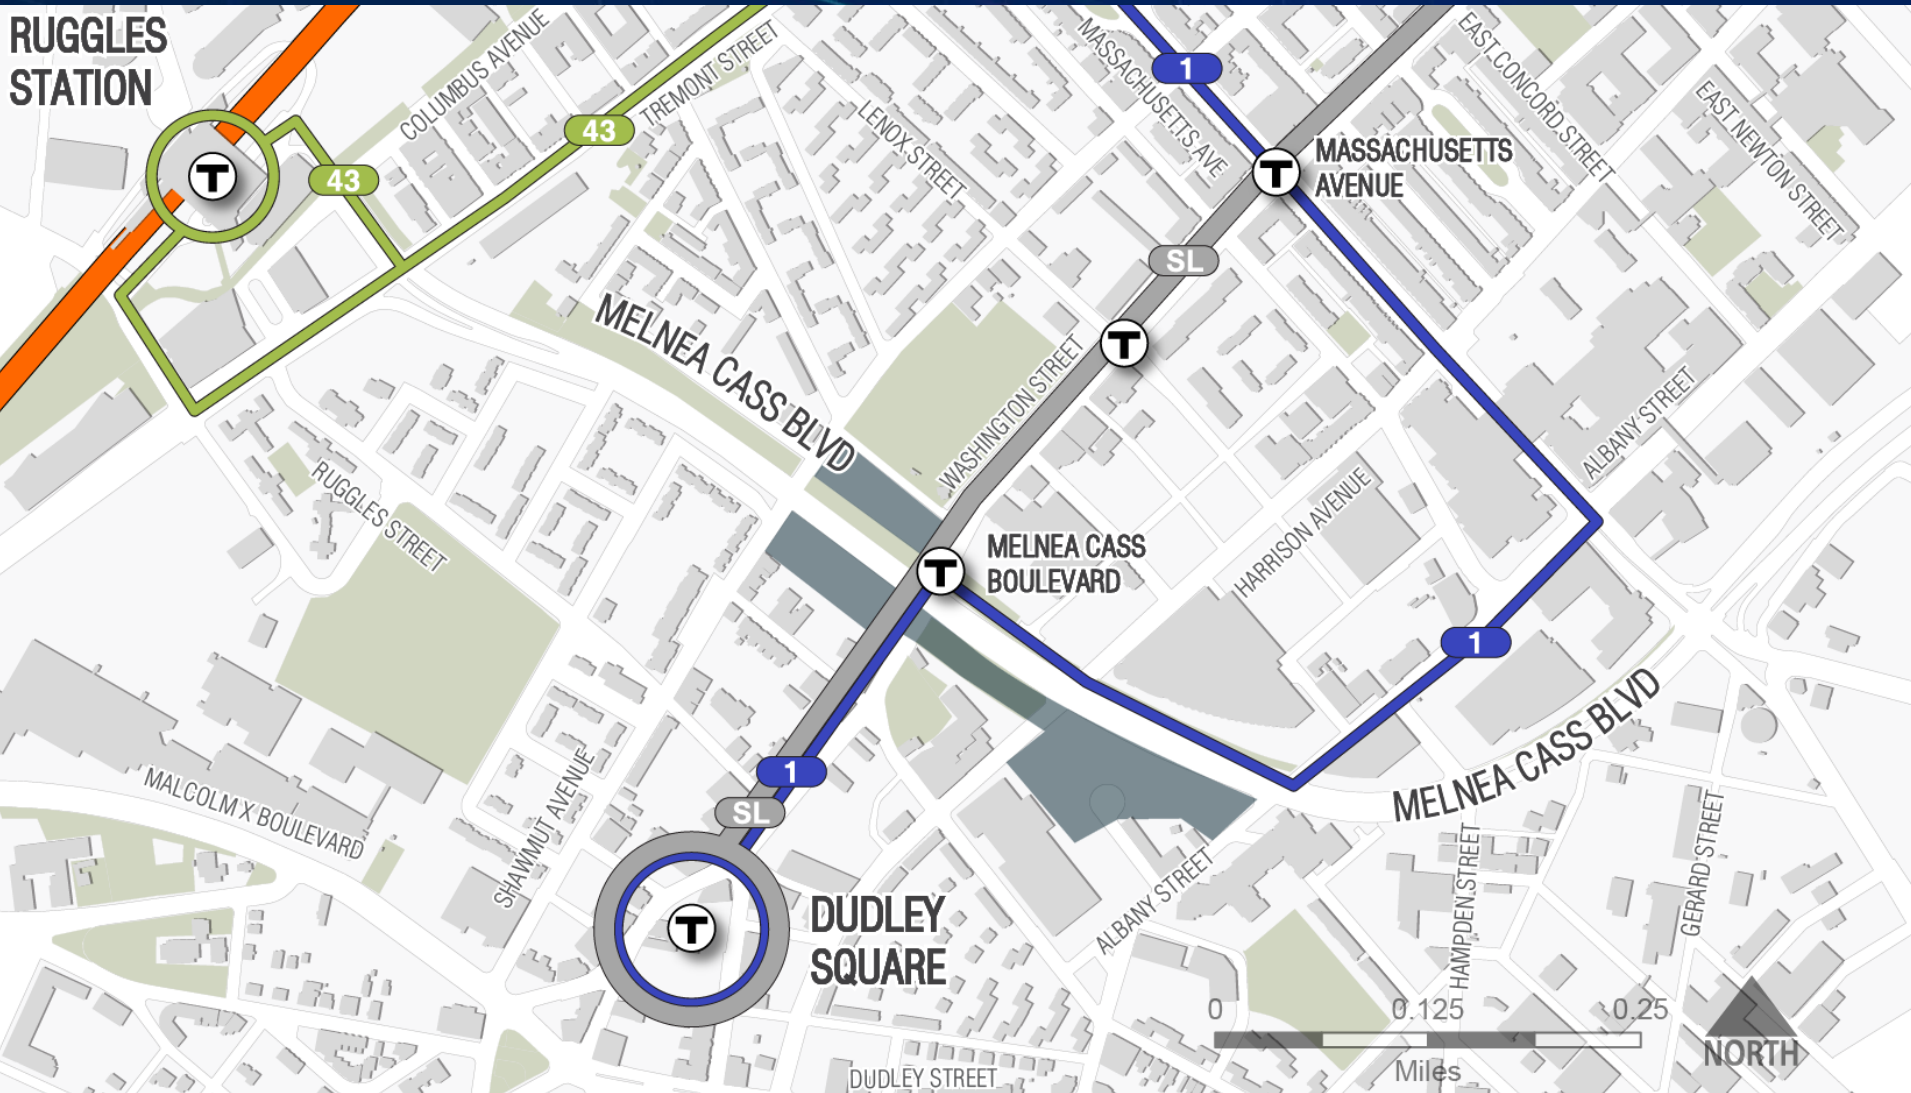 RUGGLES
STATION
COLUMBUS AVENUE
TREMONT STREET
43
43
T
LENOX STREET
MASSACHUSETTS AVENUE
MASSACHUSETTS AVE
1
T
MASSACHUSETTS
AVENUE
EAST CONCORD STREET
EAST NEWTON STREET
SL
T
MELNEA CASS BLVD
WASHINGTON STREET
RUGGLES STREET
HARRISON AVENUE
ALBANY STREET
T
MELNEA CASS
BOULEVARD
1
MELNEA CASS BLVD
MALCOLM X BOULEVARD
SHAWMUT AVENUE
1
SL
T
DUDLEY
SQUARE
ALBANY STREET
HAMPDEN STREET
GERARD STREET
DUDLEY STREET
0 0.125 0.25
Miles
NORTH